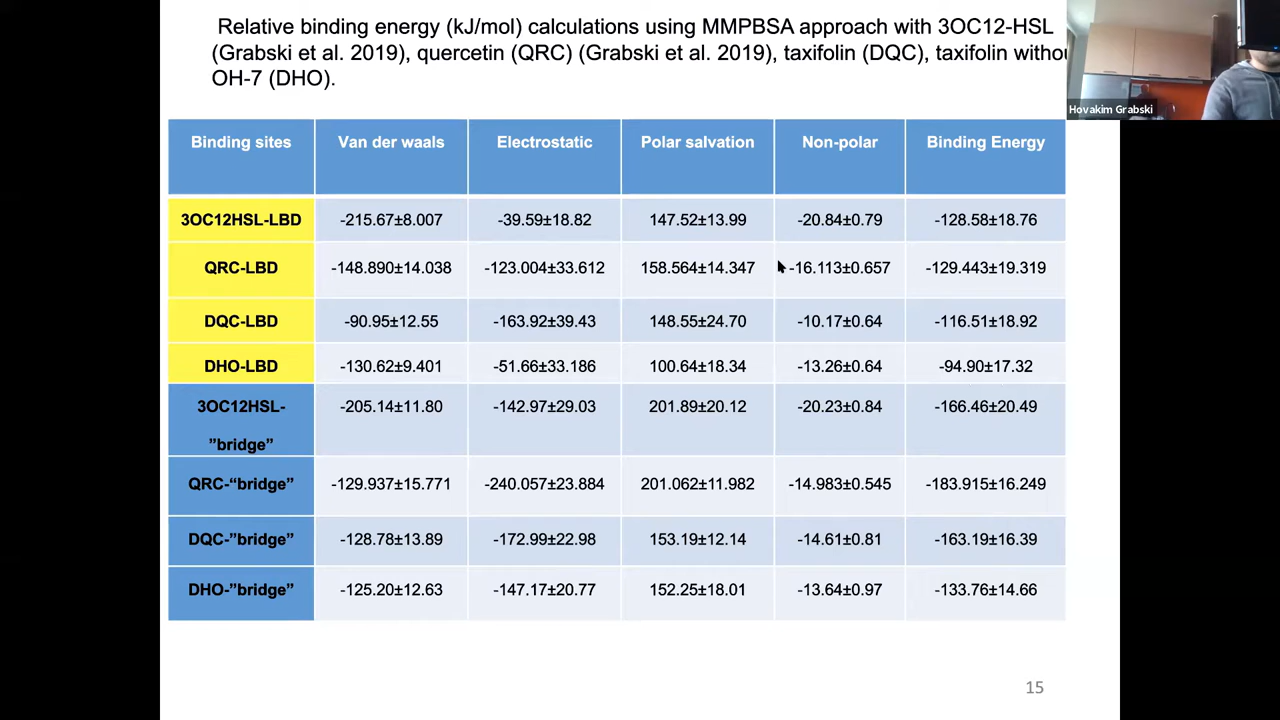 Relative binding energy (kJ/mol) calculations using MMPBSA approach with 3OC12-HSL
(Grabski et al. 2019), quercetin (QRC) (Grabski et al. 2019), taxifolin (DQC), taxifolin withou
OH-7 (DHO).
Hovakim Grabski
Binding sites Van der waals Electrostatic Polar salvation Non-polar Binding Energy
3OC12HSL-LBD -215.67±8.007 -39.59±18.82 147.52±13.99 -20.84±0.79 -128.58±18.76
QRC-LBD -148.890±14.038 -123.004±33.612 158.564±14.347 -16.113±0.657 -129.443±19.319
DQC-LBD -90.95±12.55 -163.92±39.43 148.55±24.70 -10.17±0.64 -116.51±18.92
DHO-LBD -130.62±9.401 -51.66±33.186 100.64±18.34 -13.26±0.64 -94.90±17.32
3OC12HSL- -205.14±11.80 -142.97±29.03 201.89±20.12 -20.23±0.84 -166.46±20.49
”bridge”
QRC-“bridge” -129.937±15.771 -240.057±23.884 201.062±11.982 -14.983±0.545 -183.915±16.249
DQC-”bridge” -128.78±13.89 -172.99±22.98 153.19±12.14 -14.61±0.81 -163.19±16.39
DHO-”bridge” -125.20±12.63 -147.17±20.77 152.25±18.01 -13.64±0.97 -133.76±14.66
15